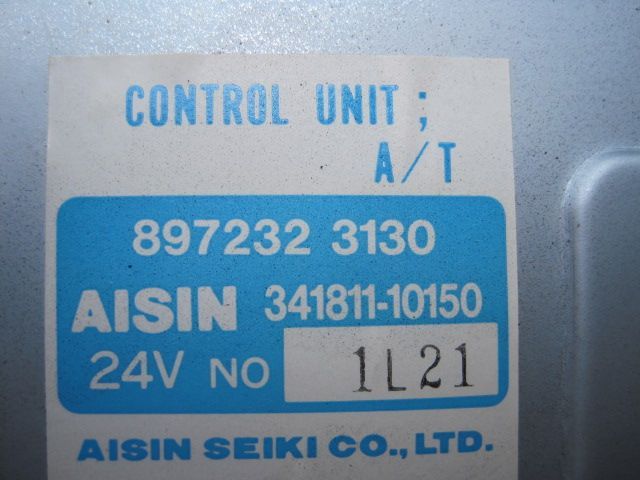 CONTROL UNIT;
A/T
897232 3130
AISIN 341811-10150
24V NO 1L21
AISIN SEIKI CO.,LTD.